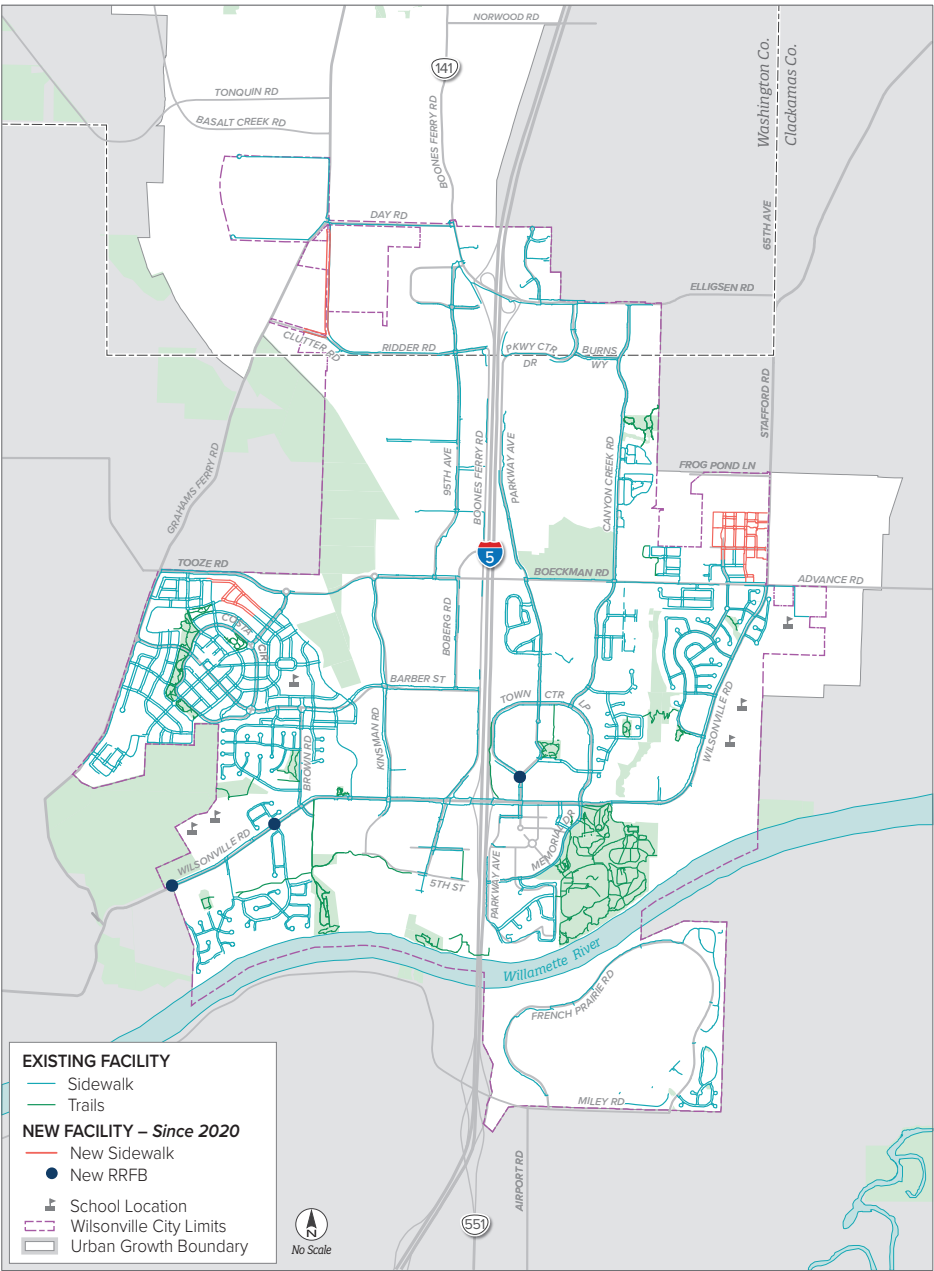 NORWOOD RD
141
Washington Co.
Clackamas Co.
TONQUIN RD
BASALT CREEK RD
BOONES FERRY RD
DAY RD
65TH AVE
ELLIGSEN RD
CLUTTER RD
RIDDER RD
PKWY CTR
DR
BURNS
WY
STAFFORD RD
GRAHAMS FERRY RD
95TH AVE
BOONES FERRY RD
PARKWAY AVE
CANYON CREEK RD
FROG POND LN
5
TOOZE RD
BOECKMAN RD
ADVANCE RD
COSTA
CIR
BOBERG RD
BARBER ST
TOWN
CTR
LP
WILSONVILLE RD
BROWN RD
KINSMAN RD
WILSONVILLE RD
MEMORIAL DR
PARKWAY AVE
5TH ST
Willamette River
FRENCH PRAIRIE RD
MILEY RD
AIRPORT RD
551
EXISTING FACILITY
Sidewalk
Trails
NEW FACILITY – Since 2020
New Sidewalk
New RRFB
School Location
Wilsonville City Limits
Urban Growth Boundary
N
No Scale